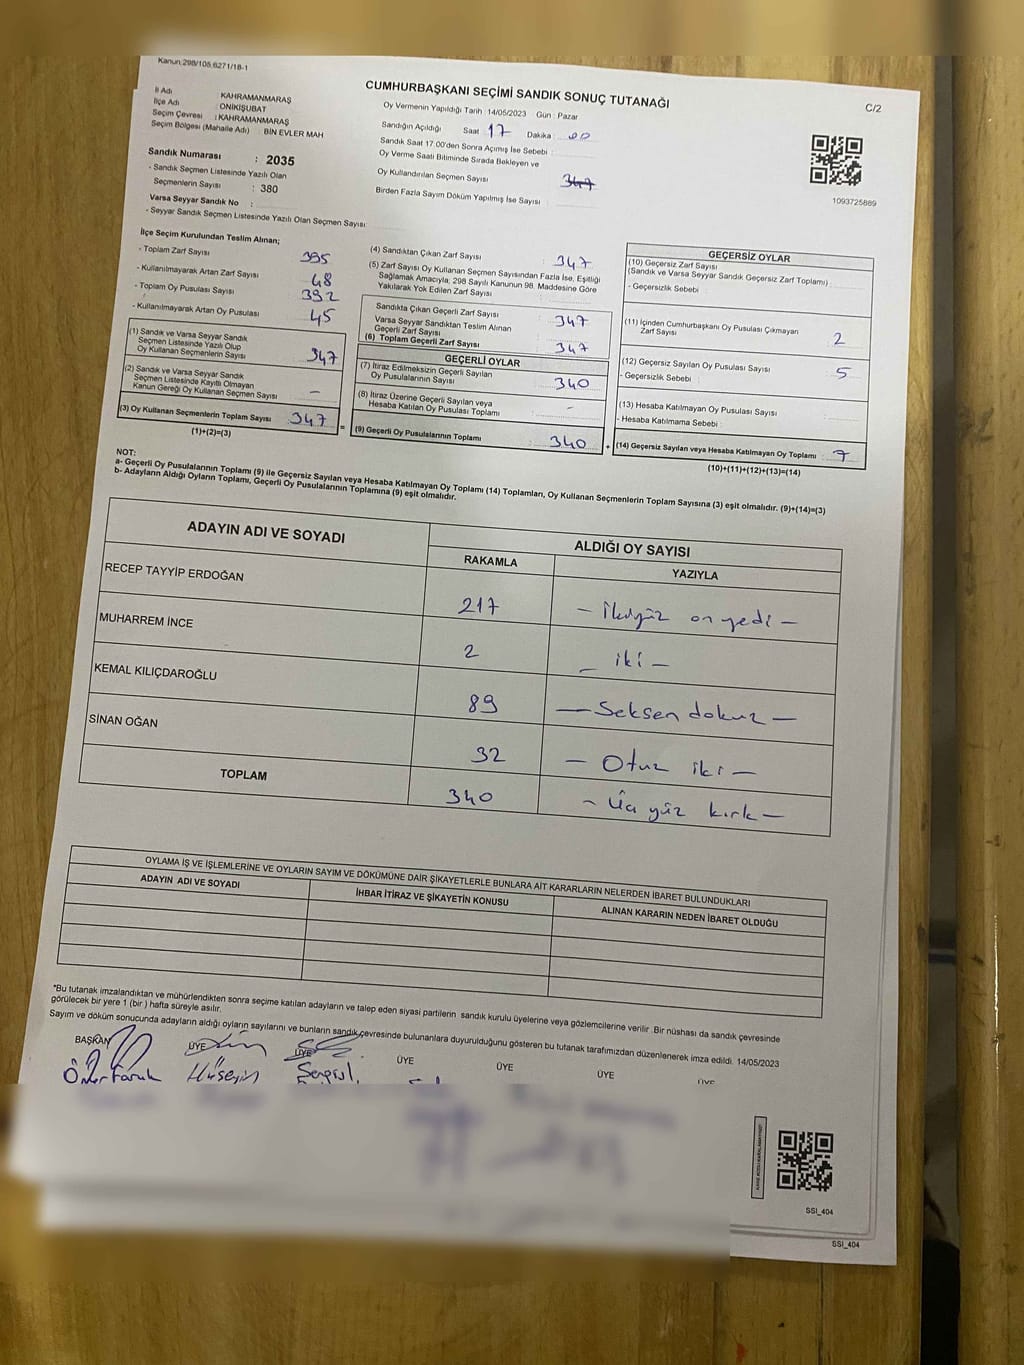 Kanun:298/105,6271/18-1
CUMHURBAŞKANI SEÇİMİ SANDIK SONUÇ TUTANAĞI
C/2
İl Adı : KAHRAMANMARAŞ
İlçe Adı : ONİKİŞUBAT
Seçim Çevresi : KAHRAMANMARAŞ
Seçim Bölgesi (Mahalle Adı) : BİN EVLER MAH
Sandık Numarası : 2035
- Sandık Seçmen Listesinde Yazılı Olan
Seçmenlerin Sayısı : 380
Varsa Seyyar Sandık No :
- Seyyar Sandık Seçmen Listesinde Yazılı Olan Seçmen Sayısı
Oy Vermenin Yapıldığı Tarih :14/05/2023 Gün : Pazar
Sandığın Açıldığı Saat 17 Dakika : 00
Sandık Saat 17:00'den Sonra Açımış İse Sebebi :
Oy Verme Saati Bitiminde Sırada Bekleyen ve
Oy Kullandırılan Seçmen Sayısı 347
Birden Fazla Sayım Döküm Yapılmış İse Sayısı :
1093725889
İlçe Seçim Kurulundan Teslim Alınan;
- Toplam Zarf Sayısı 395
- Kullanılmayarak Artan Zarf Sayısı 48
- Toplam Oy Pusulası Sayısı 392
- Kullanılmayarak Artan Oy Pusulası 45
(1) Sandık ve Varsa Seyyar Sandık
Seçmen Listesinde Yazılı Olup
Oy Kullanan Seçmenlerin Sayısı 347
(2) Sandık ve Varsa Seyyar Sandık
Seçmen Listesinde Kayıtlı Olmayan
Kanun Gereği Oy Kullanan Seçmen Sayısı –
(3) Oy Kullanan Seçmenlerin Toplam Sayısı 347
(1)+(2)=(3)
=
(4) Sandıktan Çıkan Zarf Sayısı 347
(5) Zarf Sayısı Oy Kullanan Seçmen Sayısından Fazla İse, Eşitliği
Sağlamak Amacıyla; 298 Sayılı Kanunun 98. Maddesine Göre
Yakılarak Yok Edilen Zarf Sayısı :
Sandıkta Çıkan Geçerli Zarf Sayısı 347
Varsa Seyyar Sandıktan Teslim Alınan
Geçerli Zarf Sayısı
(6) Toplam Geçerli Zarf Sayısı 347
GEÇERLİ OYLAR
(7) İtiraz Edilmeksizin Geçerli Sayılan
Oy Pusulalarının Sayısı : 340
(8) İtiraz Üzerine Geçerli Sayılan veya
Hesaba Katılan Oy Pusulası Toplamı : -
(9) Geçerli Oy Pusulalarının Toplamı 340
+
GEÇERSİZ OYLAR
(10) Geçersiz Zarf Sayısı
(Sandık ve Varsa Seyyar Sandık Geçersiz Zarf Toplamı)
- Geçersizlik Sebebi :
(11) İçinden Cumhurbaşkanı Oy Pusulası Çıkmayan
Zarf Sayısı 2
(12) Geçersiz Sayılan Oy Pusulası Sayısı 5
- Geçersizlik Sebebi :
(13) Hesaba Katılmayan Oy Pusulası Sayısı
- Hesaba Katılmama Sebebi :
(14) Geçersiz Sayılan veya Hesaba Katılmayan Oy Toplamı : 7
(10)+(11)+(12)+(13)=(14)
NOT:
a- Geçerli Oy Pusulalarının Toplamı (9) ile Geçersiz Sayılan veya Hesaba Katılmayan Oy Toplamı (14) Toplamları, Oy Kullanan Seçmenlerin Toplam Sayısına (3) eşit olmalıdır. (9)+(14)=(3)
b- Adayların Aldığı Oyların Toplamı, Geçerli Oy Pusulalarının Toplamına (9) eşit olmalıdır.
ADAYIN ADI VE SOYADI
ALDIĞI OY SAYISI
RAKAMLA YAZIYLA
RECEP TAYYİP ERDOĞAN 217 – İkiyüz on yedi –
MUHARREM İNCE 2 – iki –
KEMAL KILIÇDAROĞLU 89 – Seksen dokuz –
SİNAN OĞAN 32 – Otuz iki –
TOPLAM 340 – Üç yüz kırk –
OYLAMA İŞ VE İŞLEMLERİNE VE OYLARIN SAYIM VE DÖKÜMÜNE DAİR ŞİKAYETLERLE BUNLARA AİT KARARLARIN NELERDEN İBARET BULUNDUKLARI
ADAYIN ADI VE SOYADI İHBAR İTİRAZ VE ŞİKAYETİN KONUSU ALINAN KARARIN NEDEN İBARET OLDUĞU
*Bu tutanak imzalandıktan ve mühürlendikten sonra seçime katılan adayların ve talep eden siyasi partilerin sandık kurulu üyelerine veya gözlemcilerine verilir .Bir nüshası da sandık çevresinde
görülecek bir yere 1 (bir ) hafta süreyle asılır.
Sayım ve döküm sonucunda adayların aldığı oyların sayılarını ve bunların sandık çevresinde bulunanlara duyurulduğunu gösteren bu tutanak tarafımızdan düzenlenerek imza edildi. 14/05/2023
BAŞKAN ÜYE ÜYE ÜYE ÜYE ÜYE ÜYE
Ömer Faruk Hüseyin
SSI_404
SSI_404